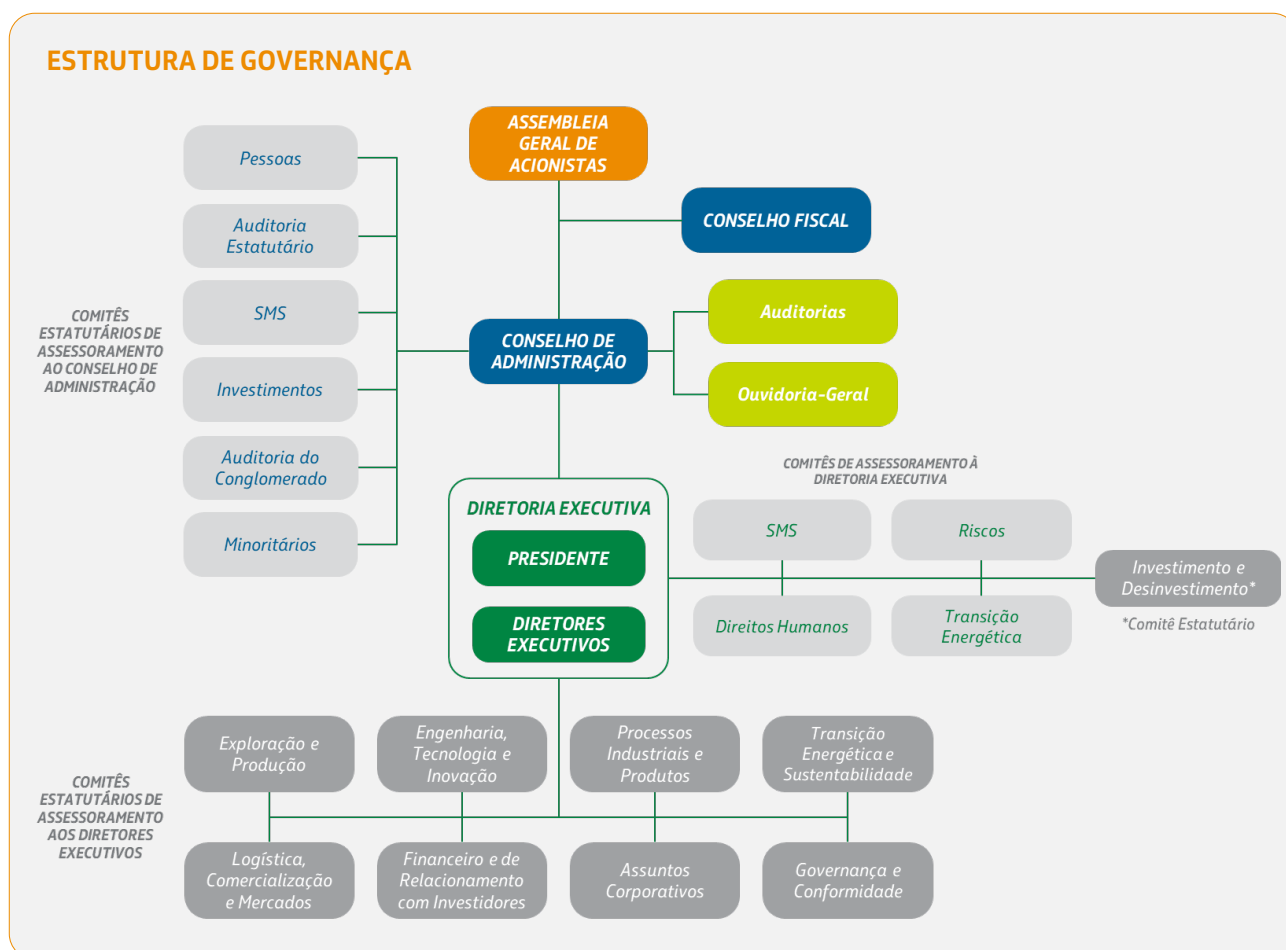 ESTRUTURA DE GOVERNANÇA
ASSEMBLEIA
GERAL DE
ACIONISTAS
CONSELHO FISCAL
COMITÊS
ESTATUTÁRIOS DE
ASSESSORAMENTO
AO CONSELHO DE
ADMINISTRAÇÃO
Pessoas
Auditoria
Estatutário
SMS
Investimentos
Auditoria do
Conglomerado
Minoritários
CONSELHO DE
ADMINISTRAÇÃO
Auditorias
Ouvidoria-Geral
DIRETORIA EXECUTIVA
PRESIDENTE
DIRETORES
EXECUTIVOS
COMITÊS DE ASSESSORAMENTO À
DIRETORIA EXECUTIVA
SMS
Riscos
Direitos Humanos
Transição
Energética
Investimento e
Desinvestimento*
*Comitê Estatutário
COMITÊS
ESTATUTÁRIOS DE
ASSESSORAMENTO
AOS DIRETORES
EXECUTIVOS
Exploração e
Produção
Engenharia,
Tecnologia e
Inovação
Processos
Industriais e
Produtos
Transição
Energética e
Sustentabilidade
Logística,
Comercialização
e Mercados
Financeiro e de
Relacionamento
com Investidores
Assuntos
Corporativos
Governança e
Conformidade